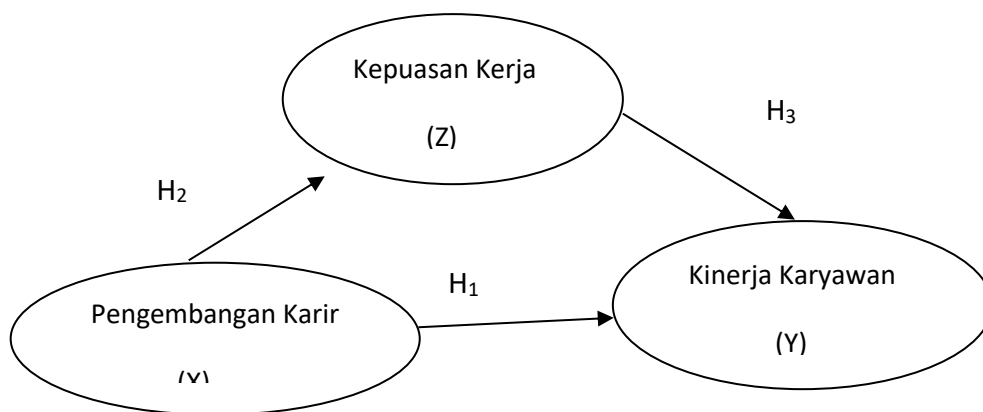 Kepuasan Kerja
(Z)
H₃
H₂
Kinerja Karyawan
(Y)
H₁
Pengembangan Karir
(X)